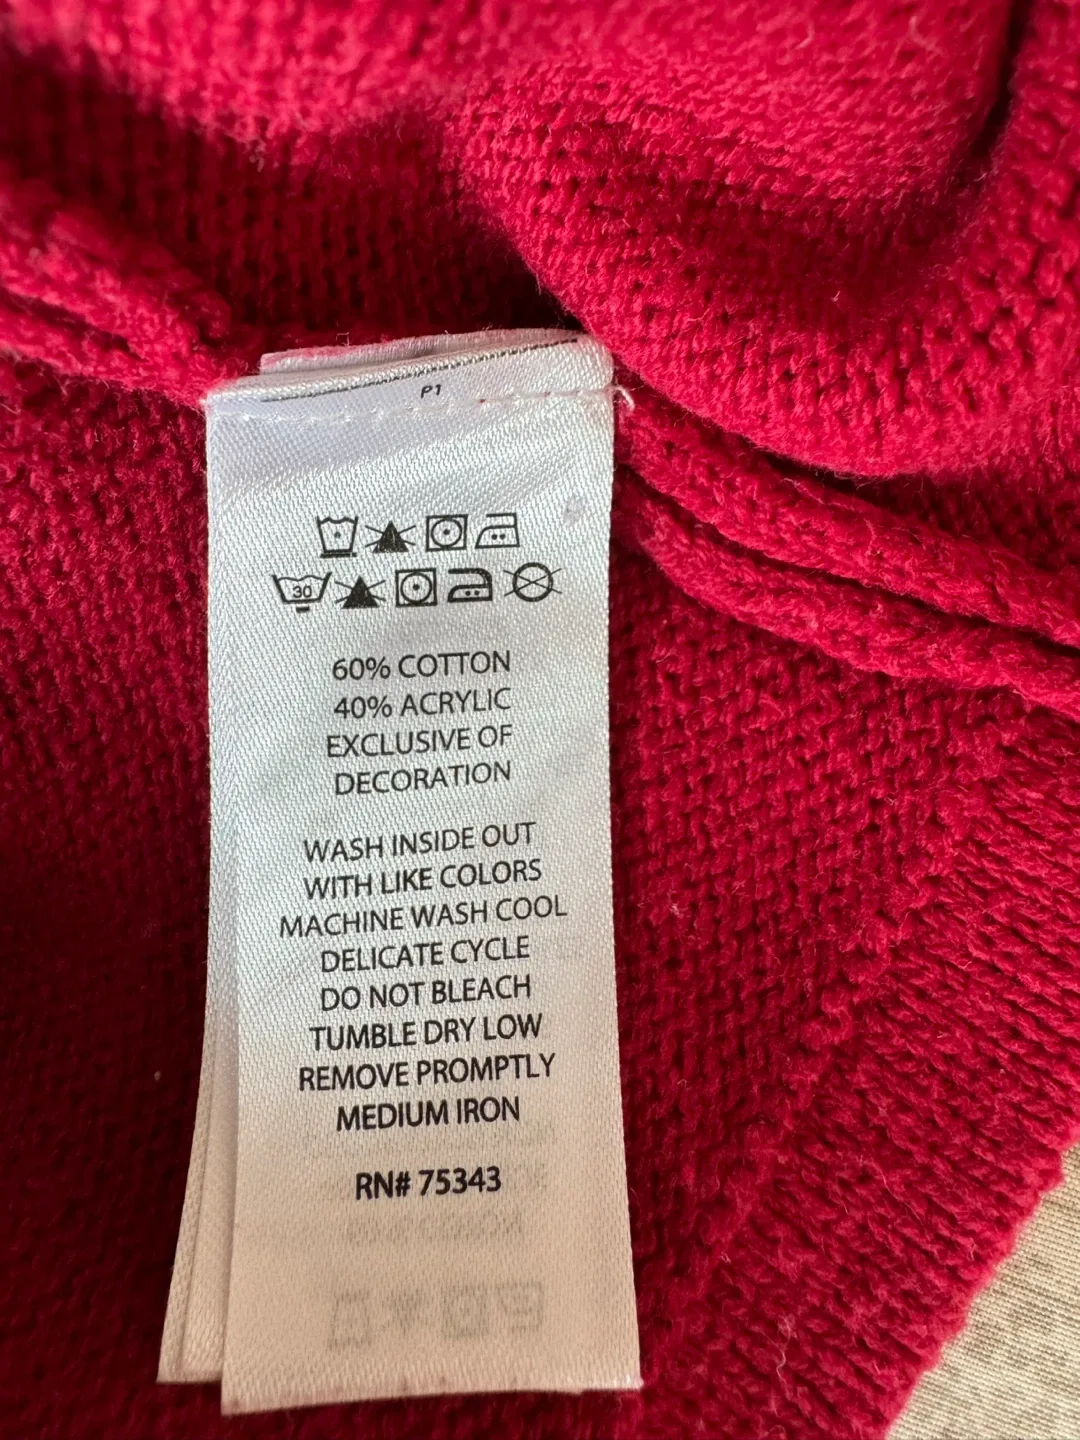 P1
30
60% COTTON
40% ACRYLIC
EXCLUSIVE OF
DECORATION
WASH INSIDE OUT
WITH LIKE COLORS
MACHINE WASH COOL
DELICATE CYCLE
DO NOT BLEACH
TUMBLE DRY LOW
REMOVE PROMPTLY
MEDIUM IRON
RN# 75343